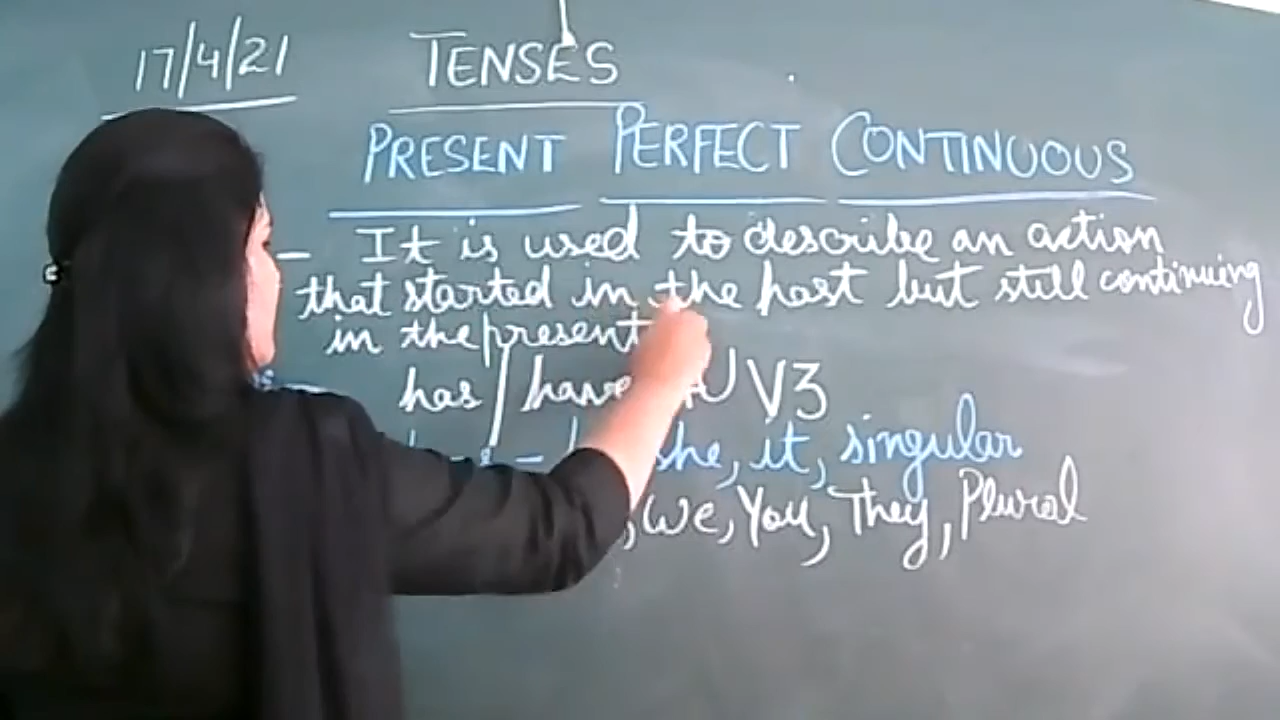 17/4/21 TENSES
PRESENT PERFECT CONTINUOUS
- It is used to describe an action
that started in the past but still continuing
in the present
has / have V3
she, it, singular
, We, You, They, Plural